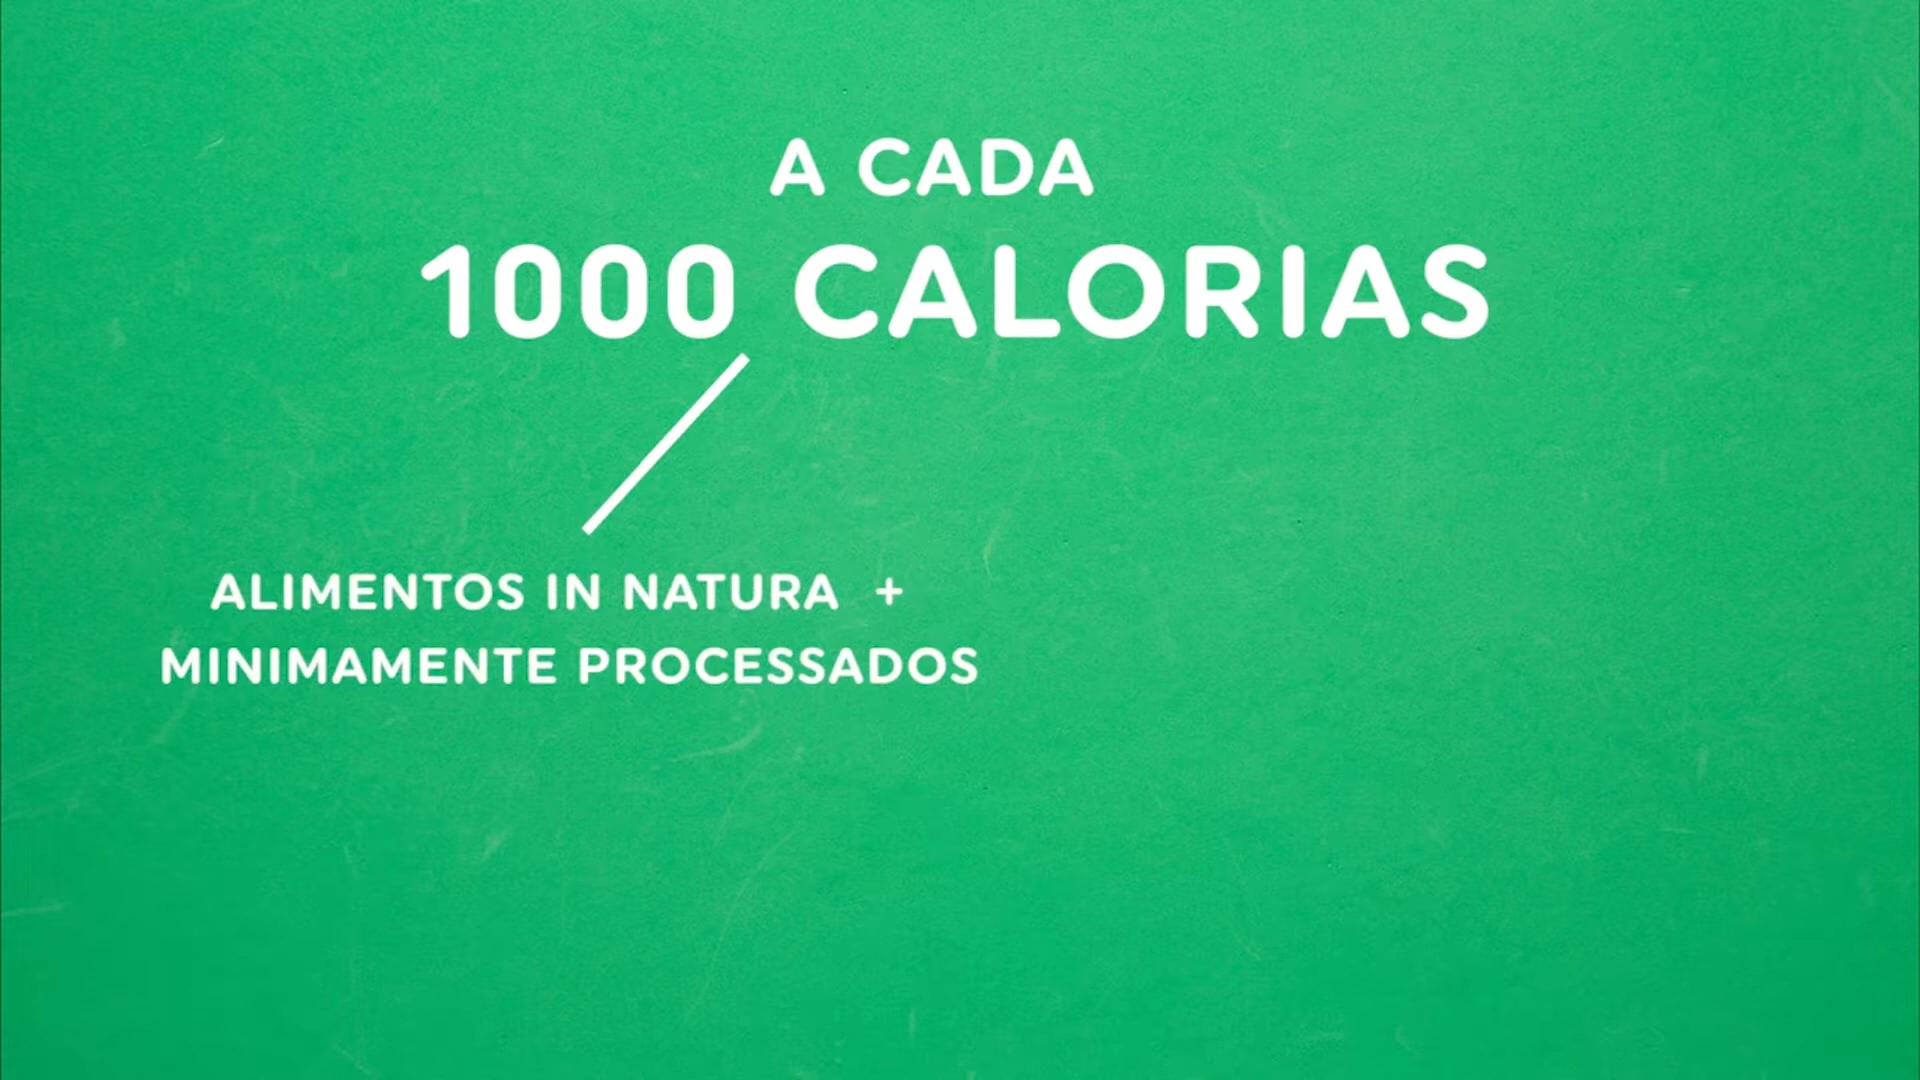 A CADA
1000 CALORIAS
ALIMENTOS IN NATURA +
MINIMAMENTE PROCESSADOS